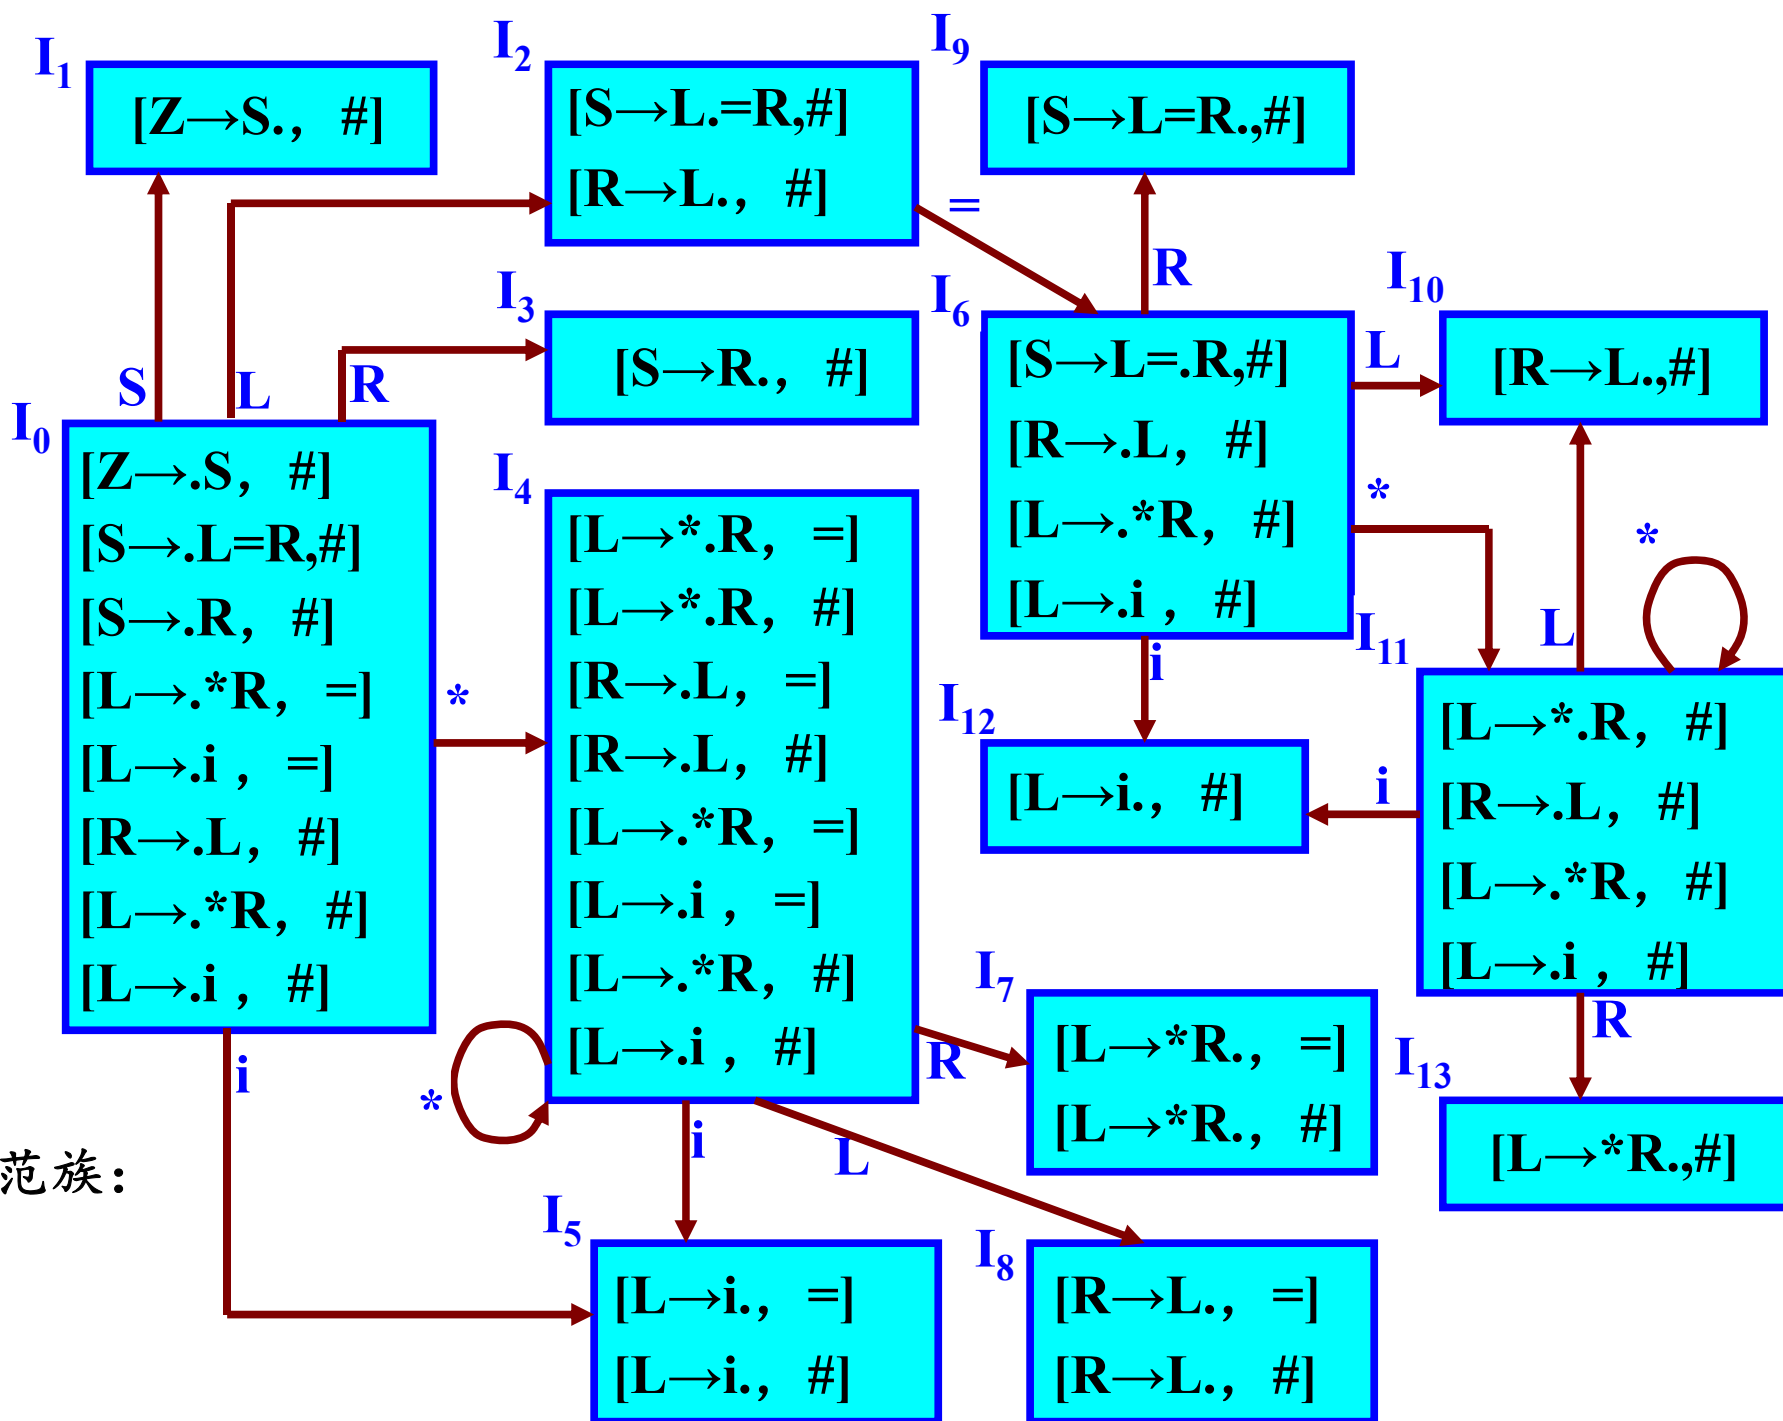 I1
[Z→S., #]
I2
[S→L.=R,#]
[R→L., #]
I9
[S→L=R.,#]
=
R
I3
[S→R., #]
I6
[S→L=.R,#]
[R→.L, #]
[L→.*R, #]
[L→.i , #]
L
I10
[R→L.,#]
*
S
L
R
I0
[Z→.S, #]
[S→.L=R,#]
[S→.R, #]
[L→.*R, =]
[L→.i , =]
[R→.L, #]
[L→.*R, #]
[L→.i , #]
*
I4
[L→*.R, =]
[L→*.R, #]
[R→.L, =]
[R→.L, #]
[L→.*R, =]
[L→.i , =]
[L→.*R, #]
[L→.i , #]
i
I12
[L→i., #]
i
I11
L
*
[L→*.R, #]
[R→.L, #]
[L→.*R, #]
[L→.i , #]
R
I7
[L→*R., =]
[L→*R., #]
R
I13
[L→*R.,#]
i
*
i
L
范族：
I5
[L→i., =]
[L→i., #]
I8
[R→L., =]
[R→L., #]